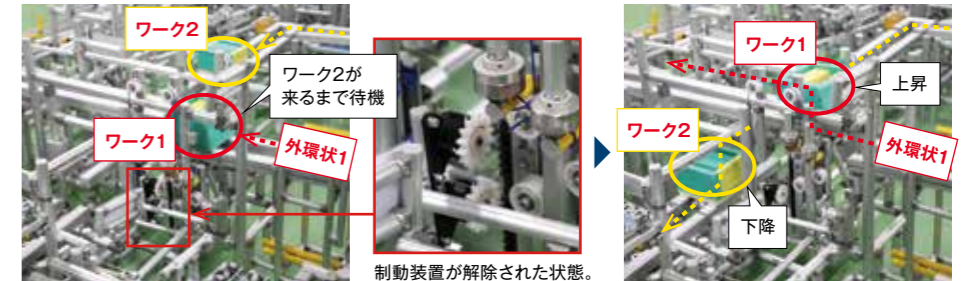 ワーク2
ワーク2が
来るまで待機
ワーク1
外環状1
制動装置が解除された状態。
ワーク1
上昇
ワーク2
外環状1
下降